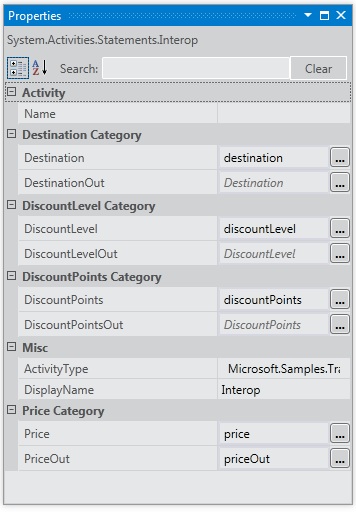 Properties
System.Activities.Statements.Interop
Search: Clear
Activity
Name
Destination Category
Destination destination ...
DestinationOut Destination ...
DiscountLevel Category
DiscountLevel discountLevel ...
DiscountLevelOut DiscountLevel ...
DiscountPoints Category
DiscountPoints discountPoints ...
DiscountPointsOut DiscountPoints ...
Misc
ActivityType Microsoft.Samples.Tra
DisplayName Interop
Price Category
Price price ...
PriceOut priceOut ...